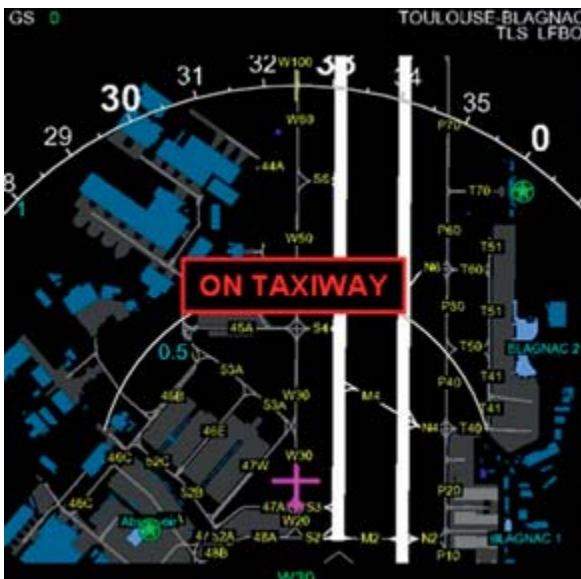 GS 0
TOULOUSE-BLAGNAC
TLS LFBO
W100
31
32
33
34
35
30
0
29
8
1
W60
P70
44A
S5
T70
W50
P60
T51
N6
T60
ON TAXIWAY
P50
T51
45A
S4
T50
BLAGNAC 2
0.5
53A
P40
T41
45B
53A
W30
M4
T41
46E
N4
T40
46C
52C
47W
W30
52B
P20
46C
47A
S3
W20
47
52A
48A
S2
M2
N2
BLAGNAC 1
48B
P10
W30